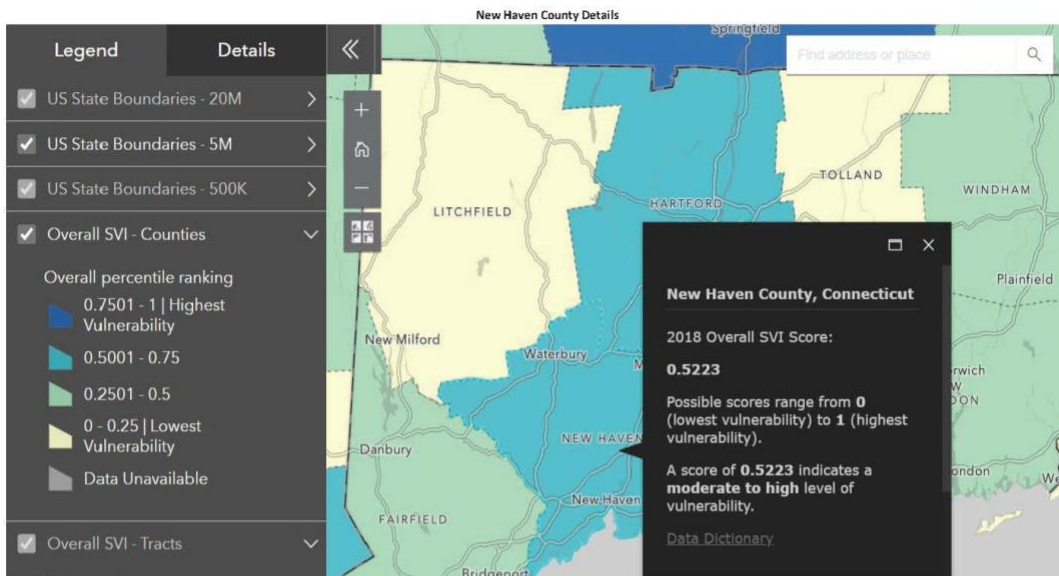 New Haven County Details
Legend
Details
US State Boundaries - 20M
US State Boundaries - 5M
US State Boundaries - 500K
Overall SVI - Counties
Overall percentile ranking
0.7501 - 1 | Highest
Vulnerability
0.5001 - 0.75
0.2501 - 0.5
0 - 0.25 | Lowest
Vulnerability
Data Unavailable
Overall SVI - Tracts
Springfield
Find address or place
TOLLAND
WINDHAM
HARTFORD
LITCHFIELD
Plainfield
New Milford
Waterbury
M
orwich
W
DON
NEW HAVEN
Danbury
ondon
We
New Haven
FAIRFIELD
Bridgeport
New Haven County, Connecticut
2018 Overall SVI Score:
0.5223
Possible scores range from 0
(lowest vulnerability) to 1 (highest
vulnerability).
A score of 0.5223 indicates a
moderate to high level of
vulnerability.
Data Dictionary